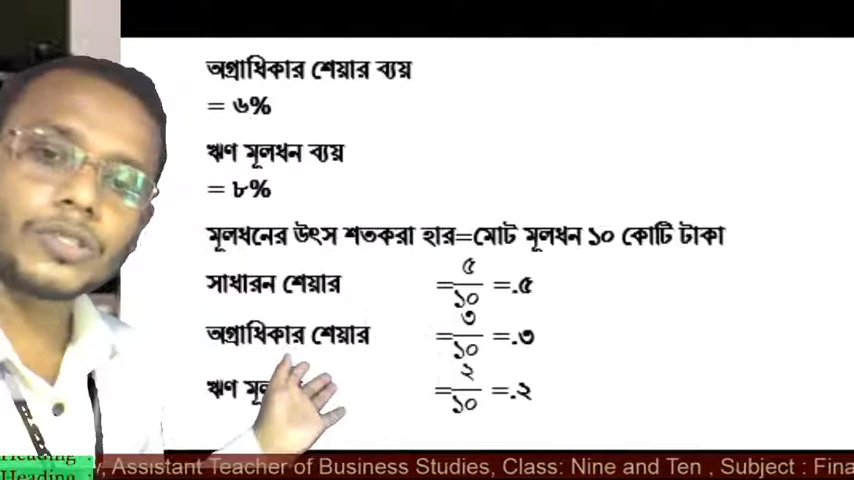 অগ্রাধিকার শেয়ার ব্যয়
= ৬%
ঋণ মূলধন ব্যয়
= ৮%
মূলধনের উৎস শতকরা হার=মোট মূলধন ১০ কোটি টাকা
সাধারন শেয়ার =৫/১০ =.৫
অগ্রাধিকার শেয়ার =৩/১০ =.৩
ঋণ =২/১০ =.২
Heading
Heading
, Assistant Teacher of Business Studies, Class: Nine and Ten , Subject : Fina